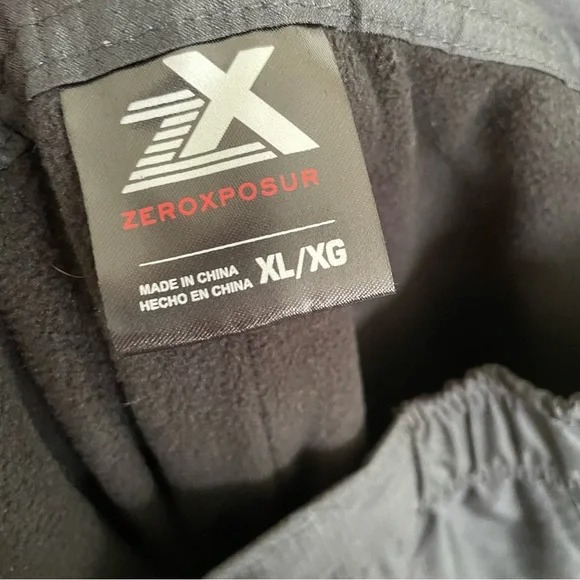 ZX
ZEROXPOSUR
MADE IN CHINA
HECHO EN CHINA
XL/XG